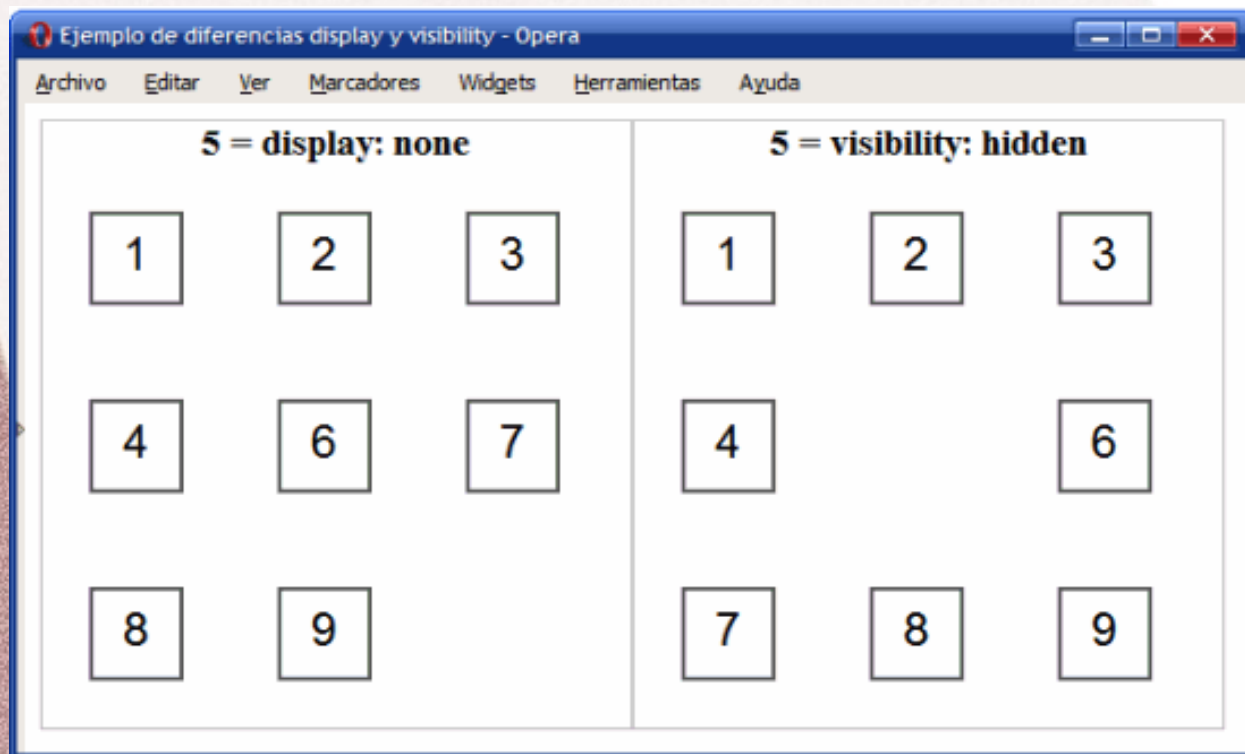 Ejemplo de diferencias display y visibility - Opera
Archivo Editar Ver Marcadores Widgets Herramientas Ayuda
5 = display: none
1 2 3
4 6 7
8 9
5 = visibility: hidden
1 2 3
4 6
7 8 9